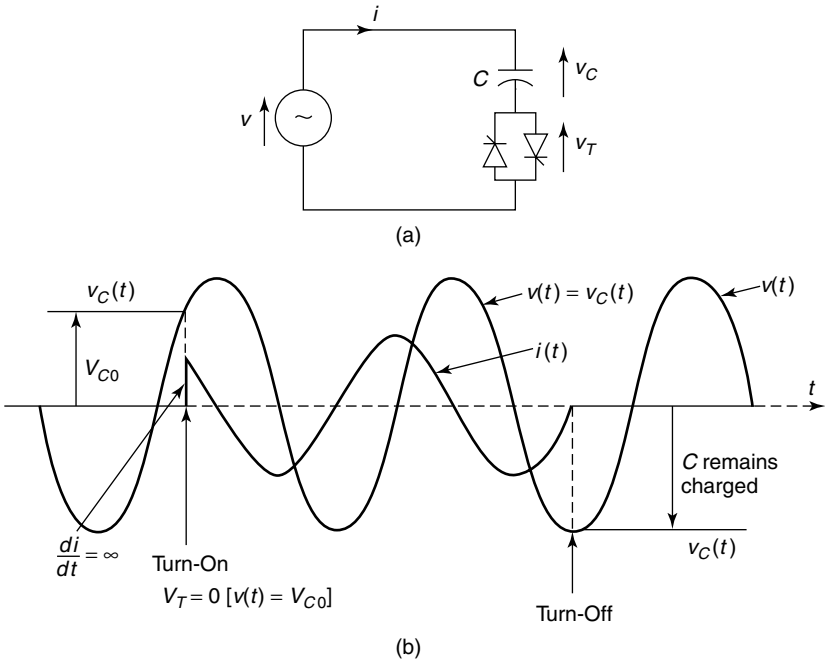 i
C
v_C
v
~
v_T
(a)
v_C(t)
v(t) = v_C(t)
v(t)
i(t)
V_C0
t
C remains
charged
di/dt = ∞
Turn-On
v_C(t)
V_T = 0 [v(t) = V_C0]
Turn-Off
(b)